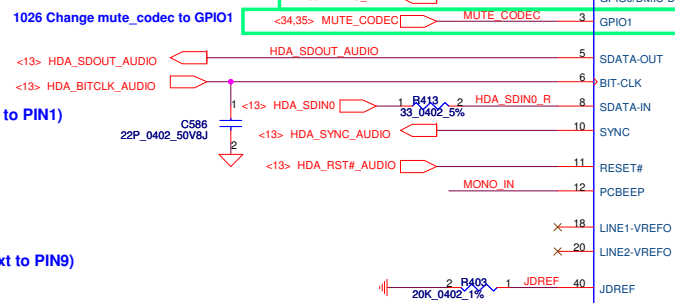 1026 Change mute_codec to GPIO1
<34,35> MUTE_CODEC MUTE_CODEC 3 GPIO1
<13> HDA_SDOUT_AUDIO HDA_SDOUT_AUDIO 5 SDATA-OUT
<13> HDA_BITCLK_AUDIO 6 BIT-CLK
to PIN1)
1 <13> HDA_SDIN0 1 R413 2 HDA_SDIN0_R 8 SDATA-IN
33_0402_5%
C586
22P_0402_50V8J
2
<13> HDA_SYNC_AUDIO 10 SYNC
<13> HDA_RST#_AUDIO 11 RESET#
MONO_IN 12 PCBEEP
18 LINE1-VREFO
20 LINE2-VREFO
xt to PIN9)
2 R403 1 JDREF 40 JDREF
20K_0402_1%